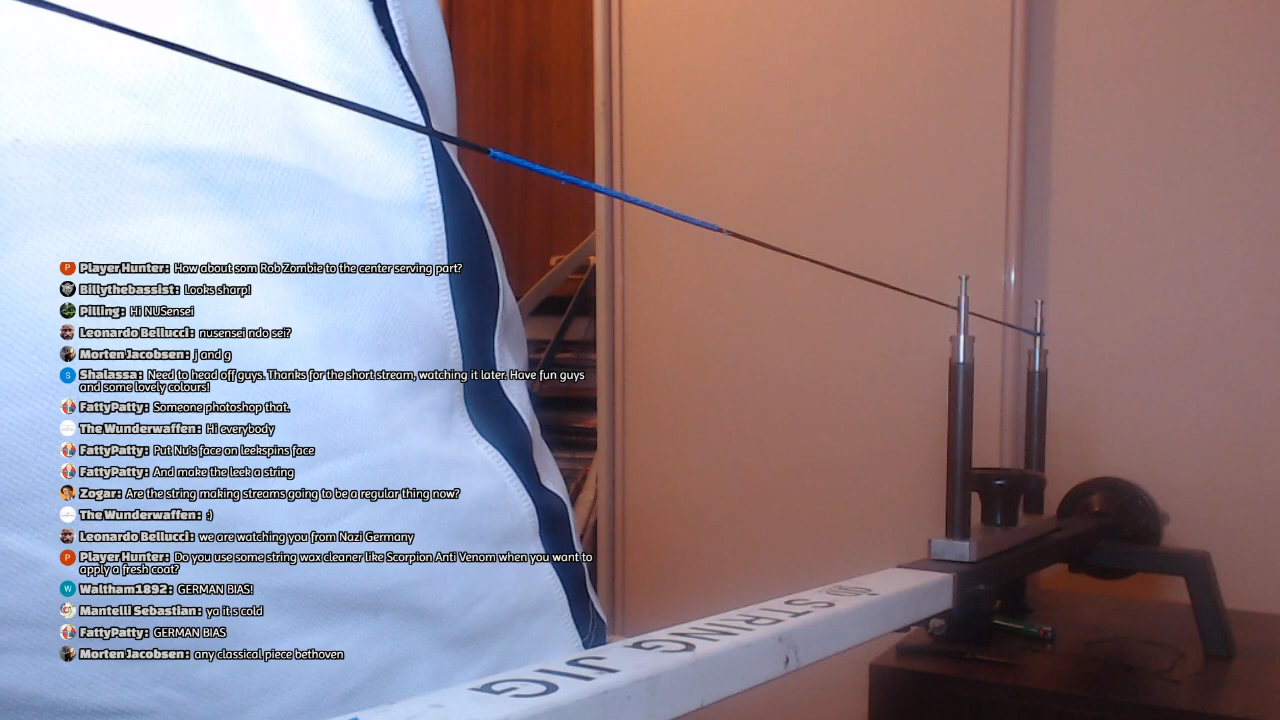 Player Hunter: How about som Rob Zombie to the center serving part?
Billythebassist: Looks sharp!
Pilling: Hi NUSensei
Leonardo Bellucci: nusensei ndo sei?
Morten Jacobsen: j and g
Shalassa: Need to head off guys. Thanks for the short stream, watching it later. Have fun guys
and some lovely colours!
FattyPatty: Someone photoshop that.
The Wunderwaffen: Hi everybody
FattyPatty: Put Nu's face on leekspins face
FattyPatty: And make the leek a string
Zogar: Are the string making streams going to be a regular thing now?
The Wunderwaffen: :)
Leonardo Bellucci: we are watching you from Nazi Germany
Player Hunter: Do you use some string wax cleaner like Scorpion Anti Venom when you want to
apply a fresh coat?
Waltham1892: GERMAN BIAS!
Mantelli Sebastian: ya it s cold
FattyPatty: GERMAN BIAS
Morten Jacobsen: any classical piece bethoven
STRING JIG